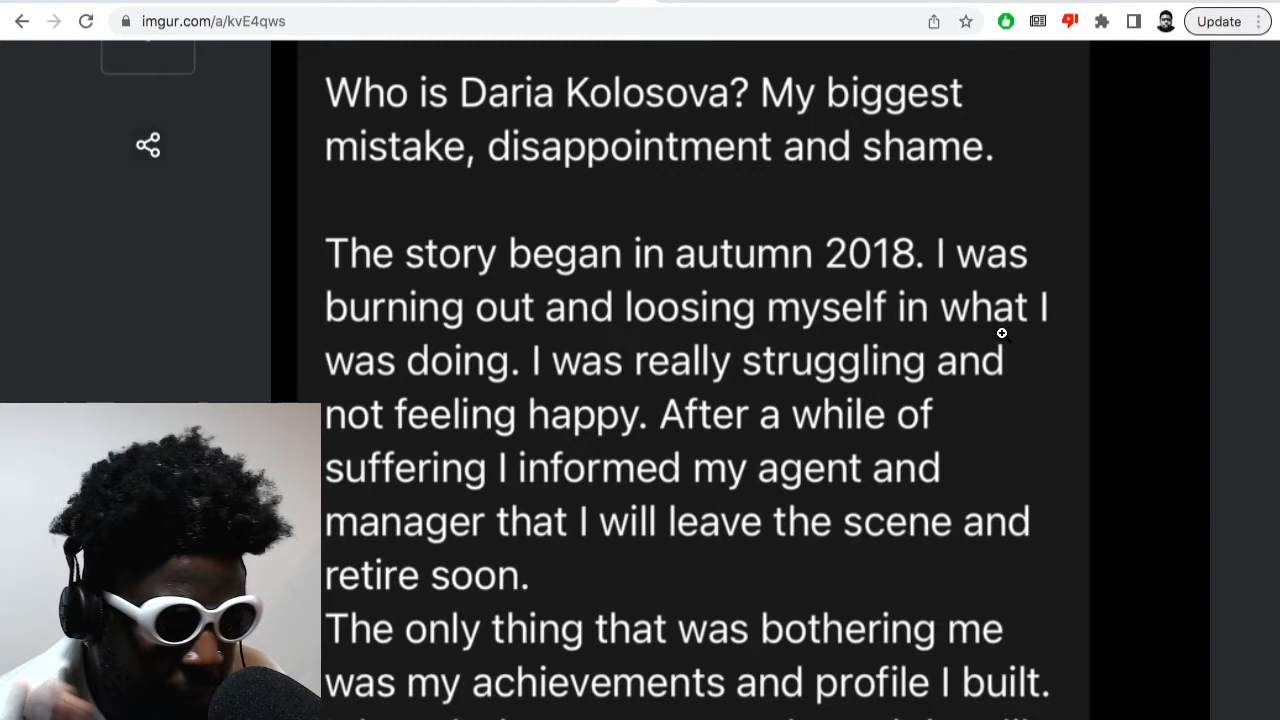 imgur.com/a/kvE4qws
Update
Who is Daria Kolosova? My biggest
mistake, disappointment and shame.
The story began in autumn 2018. I was
burning out and loosing myself in what I
was doing. I was really struggling and
not feeling happy. After a while of
suffering I informed my agent and
manager that I will leave the scene and
retire soon.
The only thing that was bothering me
was my achievements and profile I built.